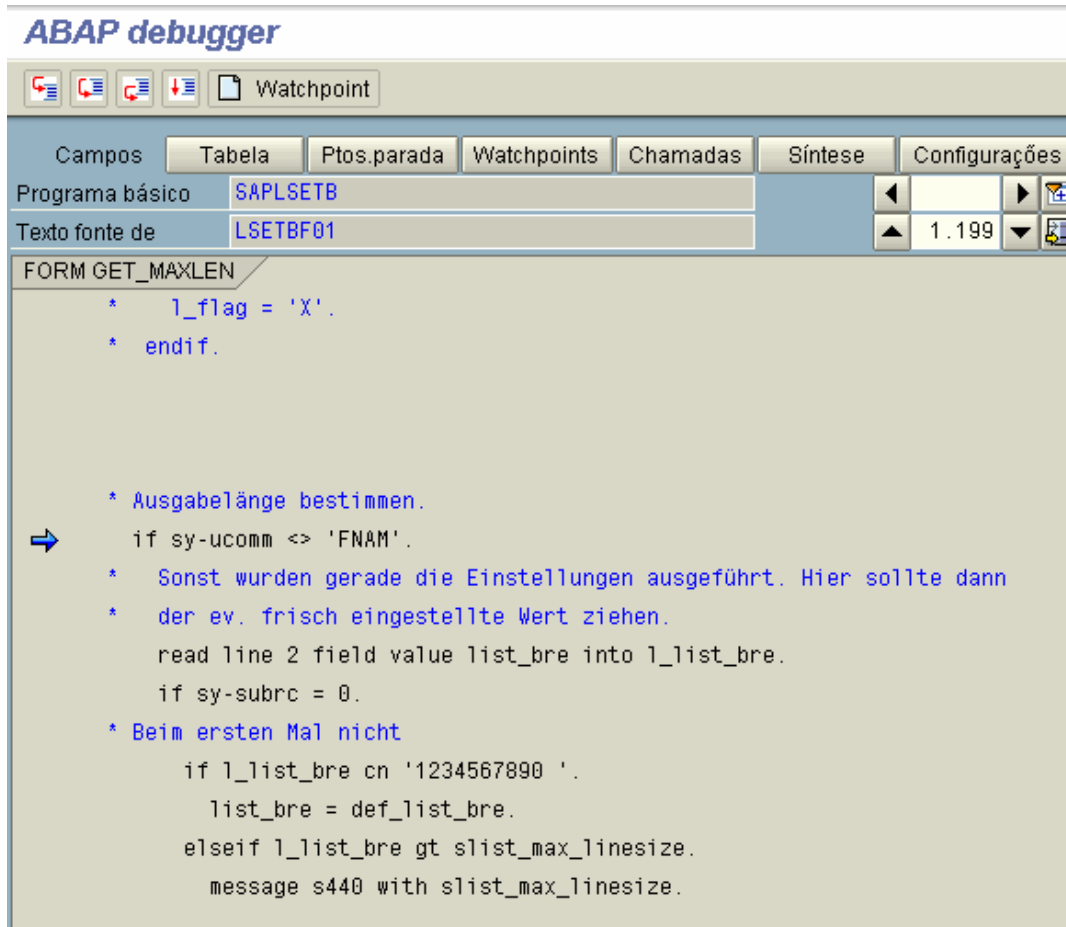 ABAP debugger
Watchpoint
Campos Tabela Ptos.parada Watchpoints Chamadas Síntese Configurações
Programa básico SAPLSETB
Texto fonte de LSETBF01 1.199
FORM GET_MAXLEN
* l_flag = 'X'.
* endif.
* Ausgabelänge bestimmen.
if sy-ucomm <> 'FNAM'.
* Sonst wurden gerade die Einstellungen ausgeführt. Hier sollte dann
* der ev. frisch eingestellte Wert ziehen.
read line 2 field value list_bre into l_list_bre.
if sy-subrc = 0.
* Beim ersten Mal nicht
if l_list_bre cn '1234567890 '.
list_bre = def_list_bre.
elseif l_list_bre gt slist_max_linesize.
message s440 with slist_max_linesize.